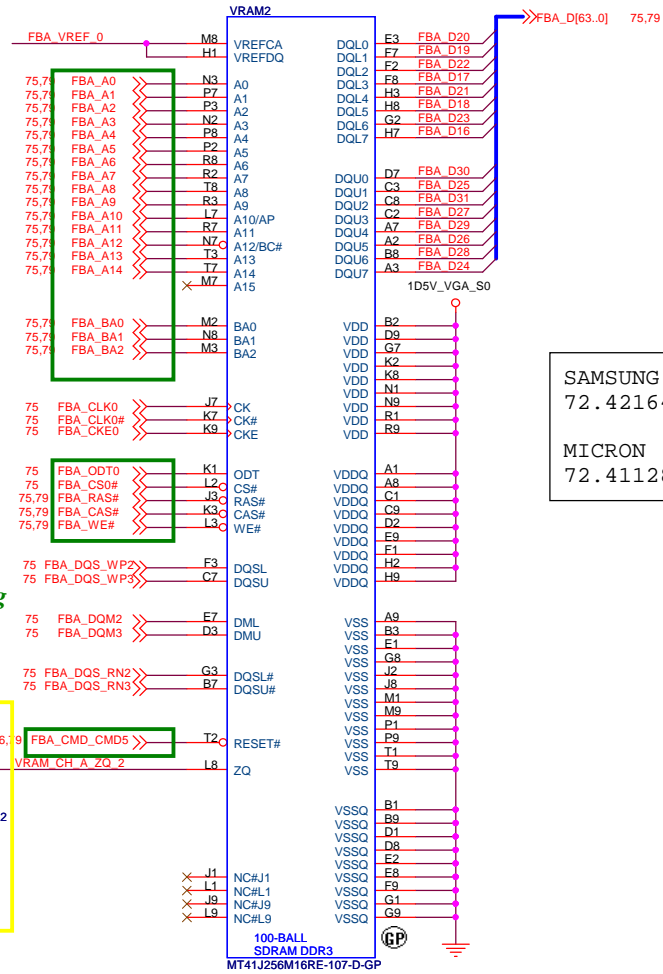 VRAM2
FBA_D[63..0] 75,79
FBA_VREF_0 M8 VREFCA DQL0 E3 FBA_D20
H1 VREFDQ DQL1 F7 FBA_D19
DQL2 F2 FBA_D22
75,79 FBA_A0 N3 A0 DQL3 F8 FBA_D17
75,79 FBA_A1 P7 A1 DQL4 H3 FBA_D21
75,79 FBA_A2 P3 A2 DQL5 H8 FBA_D18
75,79 FBA_A3 N2 A3 DQL6 G2 FBA_D23
75,79 FBA_A4 P8 A4 DQL7 H7 FBA_D16
75,79 FBA_A5 P2 A5
75,79 FBA_A6 R8 A6
75,79 FBA_A7 R2 A7 DQU0 D7 FBA_D30
75,79 FBA_A8 T8 A8 DQU1 C3 FBA_D25
75,79 FBA_A9 R3 A9 DQU2 C8 FBA_D31
75,79 FBA_A10 L7 A10/AP DQU3 C2 FBA_D27
75,79 FBA_A11 R7 A11 DQU4 A7 FBA_D29
75,79 FBA_A12 N7 A12/BC# DQU5 A2 FBA_D26
75,79 FBA_A13 T3 A13 DQU6 B8 FBA_D28
75,79 FBA_A14 T7 A14 DQU7 A3 FBA_D24
M7 A15
1D5V_VGA_S0
75,79 FBA_BA0 M2 BA0 VDD B2
75,79 FBA_BA1 N8 BA1 VDD D9
75,79 FBA_BA2 M3 BA2 VDD G7
VDD K2
VDD K8
VDD N1
75 FBA_CLK0 J7 CK VDD N9
75 FBA_CLK0# K7 CK# VDD R1
75 FBA_CKE0 K9 CKE VDD R9
SAMSUNG
72.42164
MICRON
72.41128
75 FBA_ODT0 K1 ODT VDDQ A1
75 FBA_CS0# L2 CS# VDDQ A8
75,79 FBA_RAS# J3 RAS# VDDQ C1
75,79 FBA_CAS# K3 CAS# VDDQ C9
75,79 FBA_WE# L3 WE# VDDQ D2
VDDQ E9
VDDQ F1
75 FBA_DQS_WP2 F3 DQSL VDDQ H2
75 FBA_DQS_WP3 C7 DQSU VDDQ H9
g
75 FBA_DQM2 E7 DML VSS A9
75 FBA_DQM3 D3 DMU VSS B3
VSS E1
VSS G8
75 FBA_DQS_RN2 G3 DQSL# VSS J2
75 FBA_DQS_RN3 B7 DQSU# VSS J8
VSS M1
VSS M9
VSS P1
6,79 FBA_CMD_CMD5 T2 RESET# VSS P9
VSS T1
VRAM_CH_A_ZQ_2 L8 ZQ VSS T9
2
VSSQ B1
VSSQ B9
VSSQ D1
VSSQ D8
VSSQ E2
J1 NC#J1 VSSQ E8
L1 NC#L1 VSSQ F9
J9 NC#J9 VSSQ G1
L9 NC#L9 VSSQ G9
100-BALL
SDRAM DDR3
GP
MT41J256M16RE-107-D-GP